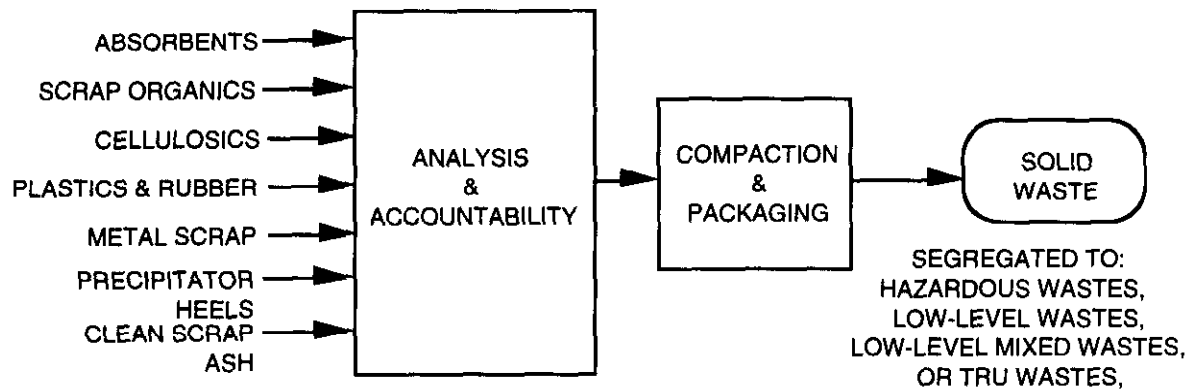 ABSORBENTS
SCRAP ORGANICS
CELLULOSICS
PLASTICS & RUBBER
METAL SCRAP
PRECIPITATOR
HEELS
CLEAN SCRAP
ASH
ANALYSIS
&
ACCOUNTABILITY
COMPACTION
&
PACKAGING
SOLID
WASTE
SEGREGATED TO:
HAZARDOUS WASTES,
LOW-LEVEL WASTES,
LOW-LEVEL MIXED WASTES,
OR TRU WASTES,